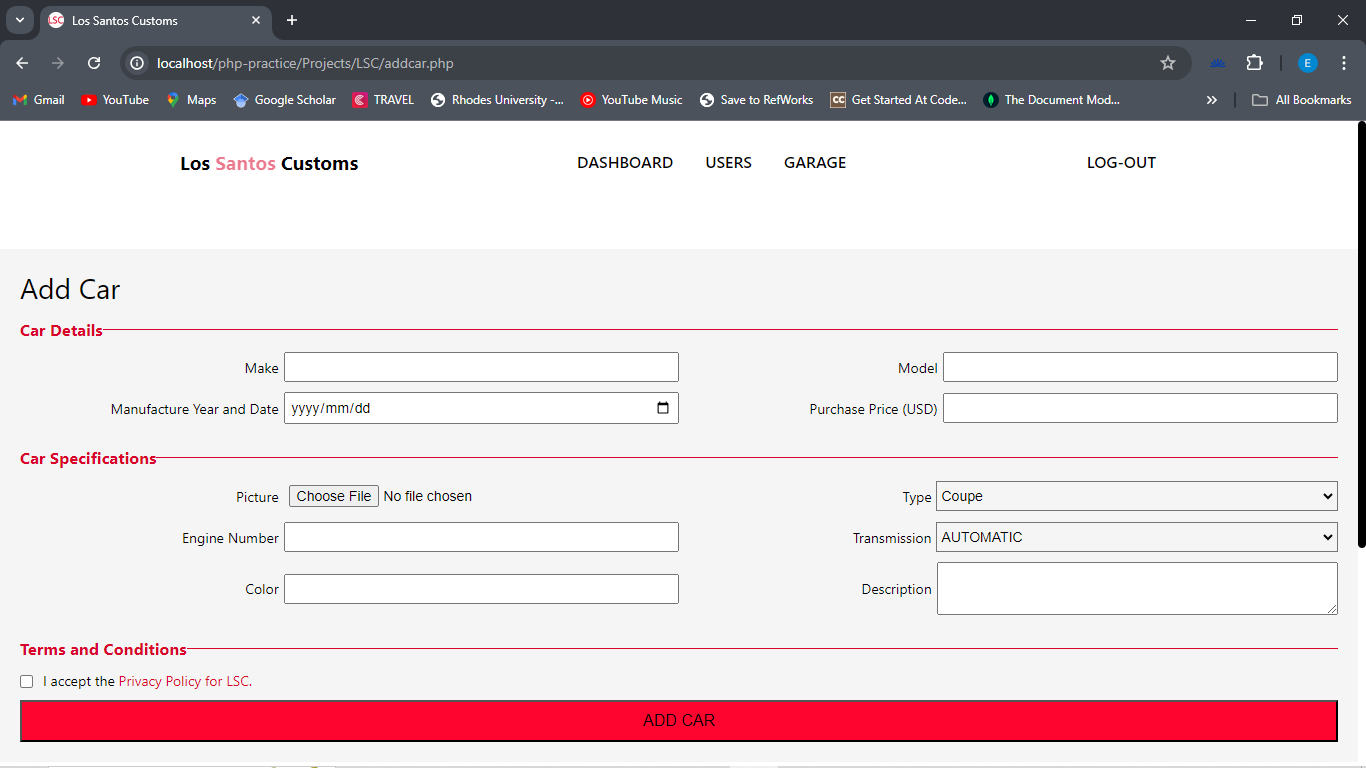 LSC Los Santos Customs
localhost/php-practice/Projects/LSC/addcar.php
E
Gmail YouTube Maps Google Scholar TRAVEL Rhodes University -... YouTube Music Save to RefWorks CC Get Started At Code... The Document Mod... » All Bookmarks
Los Santos Customs DASHBOARD USERS GARAGE LOG-OUT
Add Car
Car Details
Make Model
Manufacture Year and Date yyyy/mm/dd Purchase Price (USD)
Car Specifications
Picture Choose File No file chosen Type Coupe
Engine Number Transmission AUTOMATIC
Color Description
Terms and Conditions
I accept the Privacy Policy for LSC.
ADD CAR